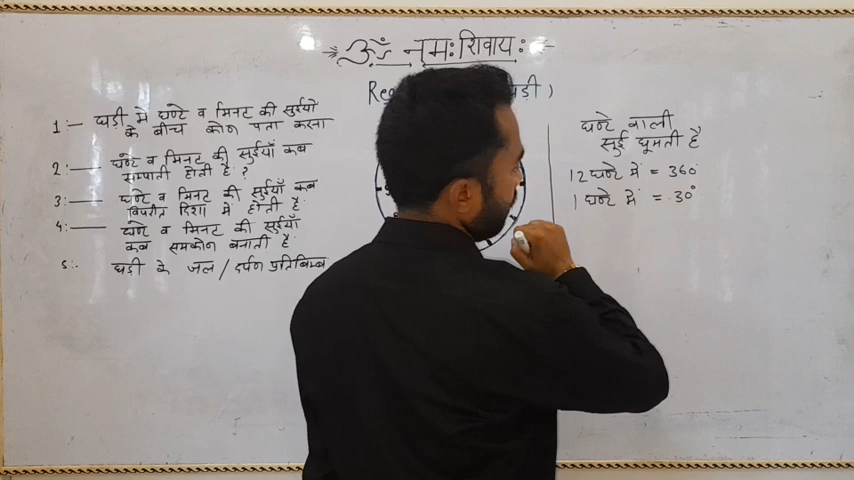 ॐ नमः शिवाय :
Re ड़ी )
1:— घड़ी में घण्टे व मिनट की सुईयों
के बीच कोण पता करना
2:— घण्टे व मिनट की सुईयाँ कब
सम्पाती होती है ?
3:— घण्टे व मिनट की सुईयाँ कब
विपरीत दिशा में होती है
4:— घण्टे व मिनट की सुईयाँ
कब समकोण बनाती है
5:- घड़ी के जल / दर्पण प्रतिबिम्ब
घण्टे वाली
सुई घूमती है
12 घण्टे में = 360°
1 घण्टे में = 30°